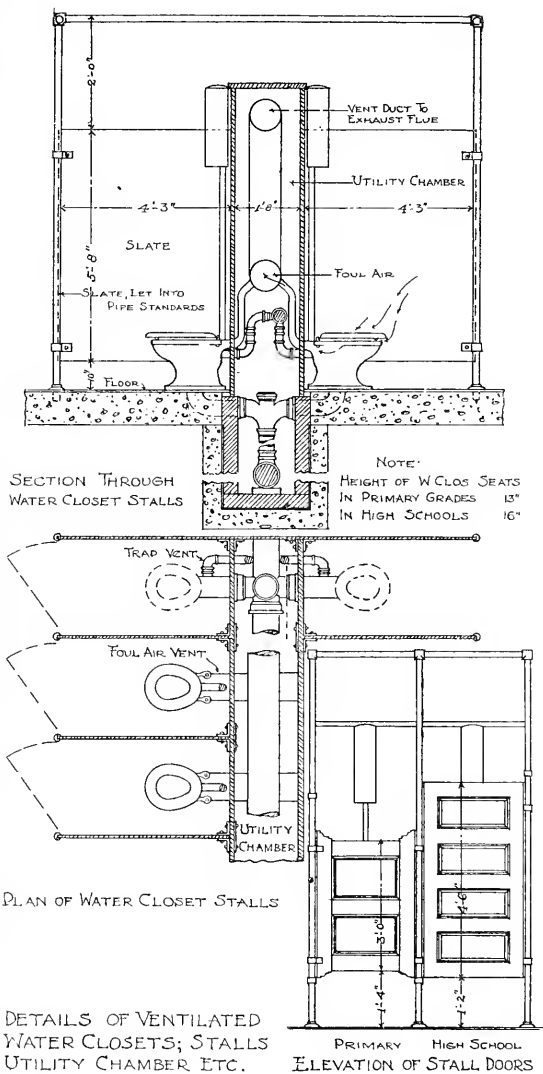 2'-0"
VENT DUCT TO
EXHAUST FLUE
UTILITY CHAMBER
4'-3"
1'-8"
4'-3"
SLATE
5'-8"
FOUL AIR
SLATE, LET INTO
PIPE STANDARDS
10"
FLOOR
SECTION THROUGH
WATER CLOSET STALLS
NOTE:
HEIGHT OF W CLOS SEATS
IN PRIMARY GRADES 13"
IN HIGH SCHOOLS 16"
TRAP VENT
FOUL AIR VENT
UTILITY
CHAMBER
PLAN OF WATER CLOSET STALLS
3'-0"
4'-6"
1'-4"
1'-2"
DETAILS OF VENTILATED
WATER CLOSETS; STALLS
UTILITY CHAMBER ETC.
PRIMARY HIGH SCHOOL
ELEVATION OF STALL DOORS